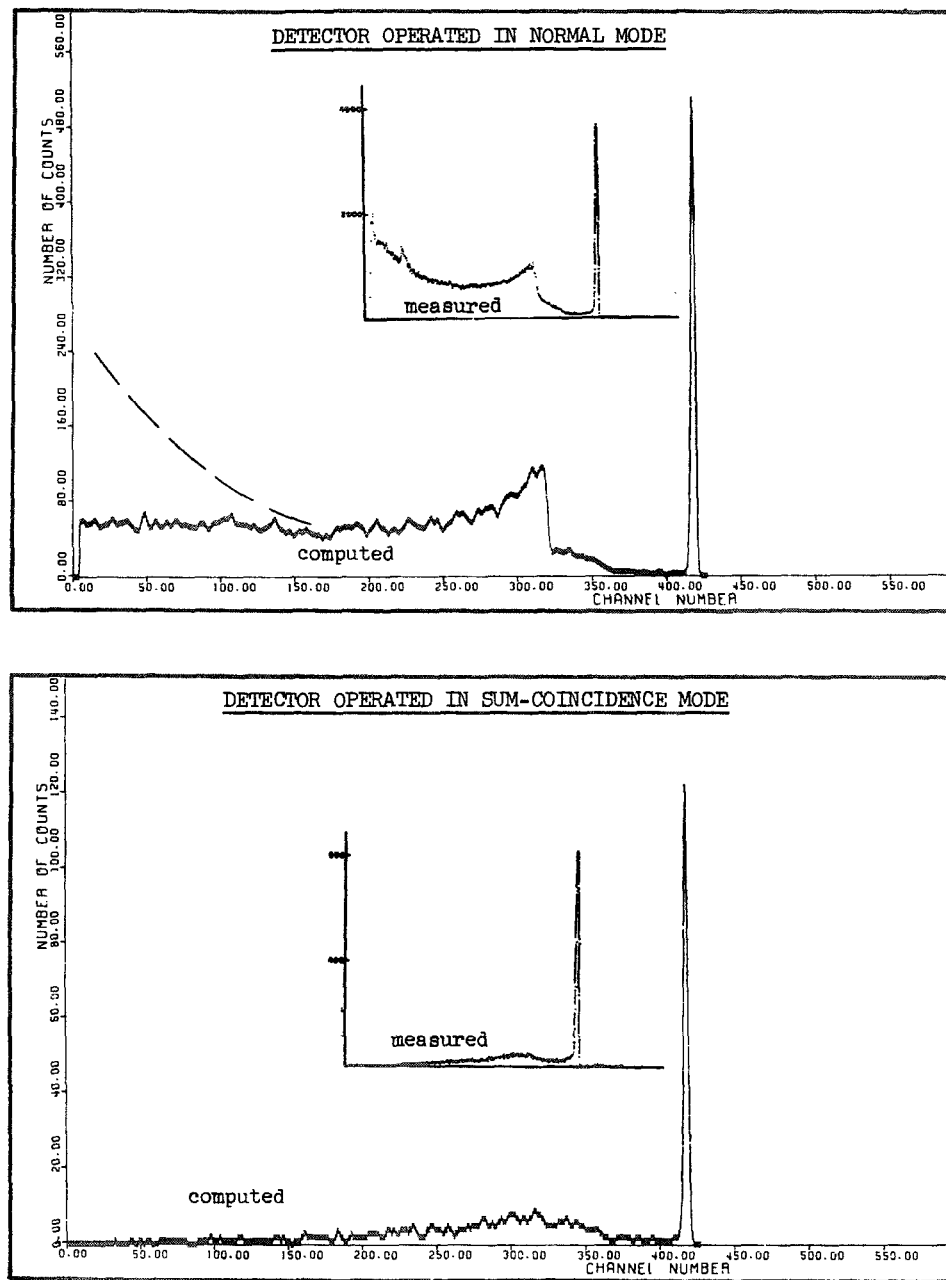 DETECTOR OPERATED IN NORMAL MODE
NUMBER OF COUNTS
560.00
480.00
400.00
320.00
240.00
160.00
80.00
0.00
measured
computed
0.00 50.00 100.00 150.00 200.00 250.00 300.00 350.00 400.00 450.00 500.00 550.00
CHANNEL NUMBER
DETECTOR OPERATED IN SUM-COINCIDENCE MODE
NUMBER OF COUNTS
140.00
120.00
100.00
80.00
60.00
40.00
20.00
0.00
measured
computed
0.00 50.00 100.00 150.00 200.00 250.00 300.00 350.00 400.00 450.00 500.00 550.00
CHANNEL NUMBER